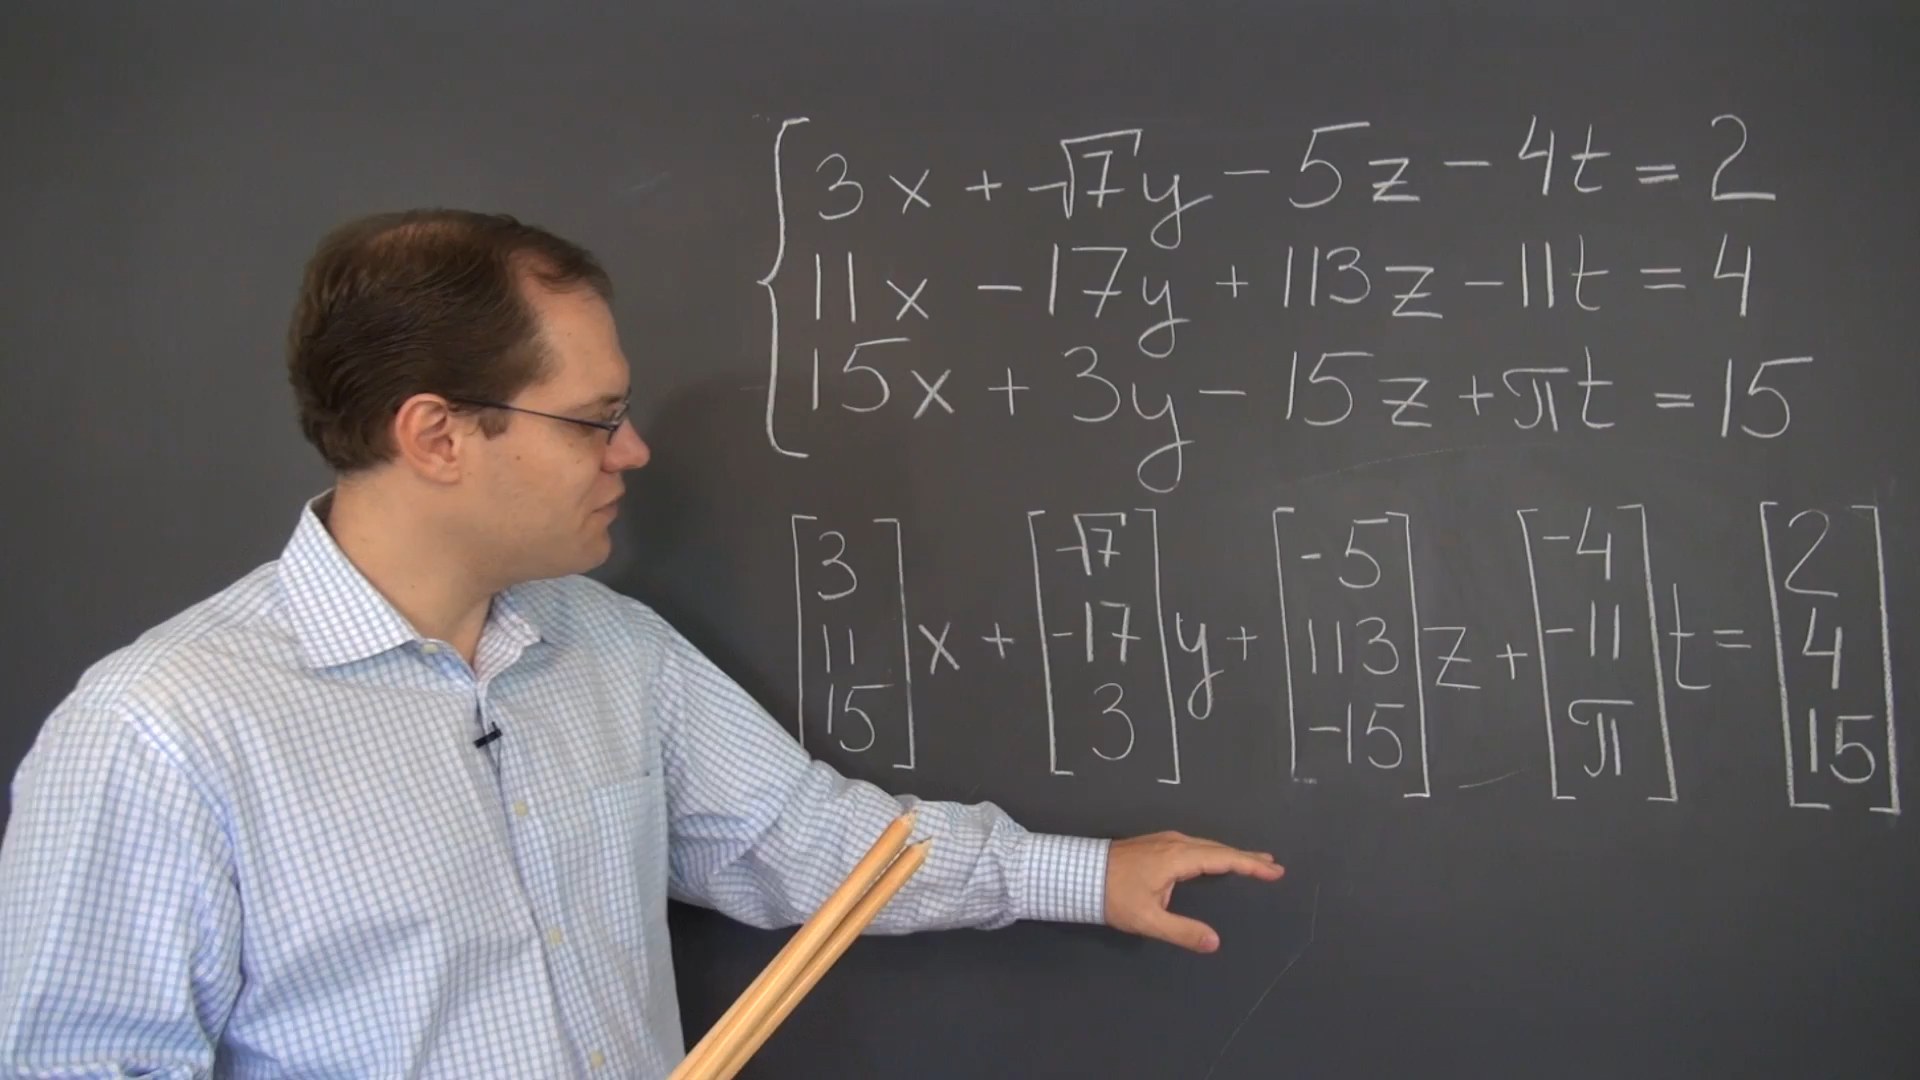 3x + √7y - 5z - 4t = 2
11x - 17y + 113z - 11t = 4
15x + 3y - 15z + πt = 15
[3 11 15] x + [√7 -17 3] y + [-5 113 -15] z + [-4 -11 π] t = [2 4 15]